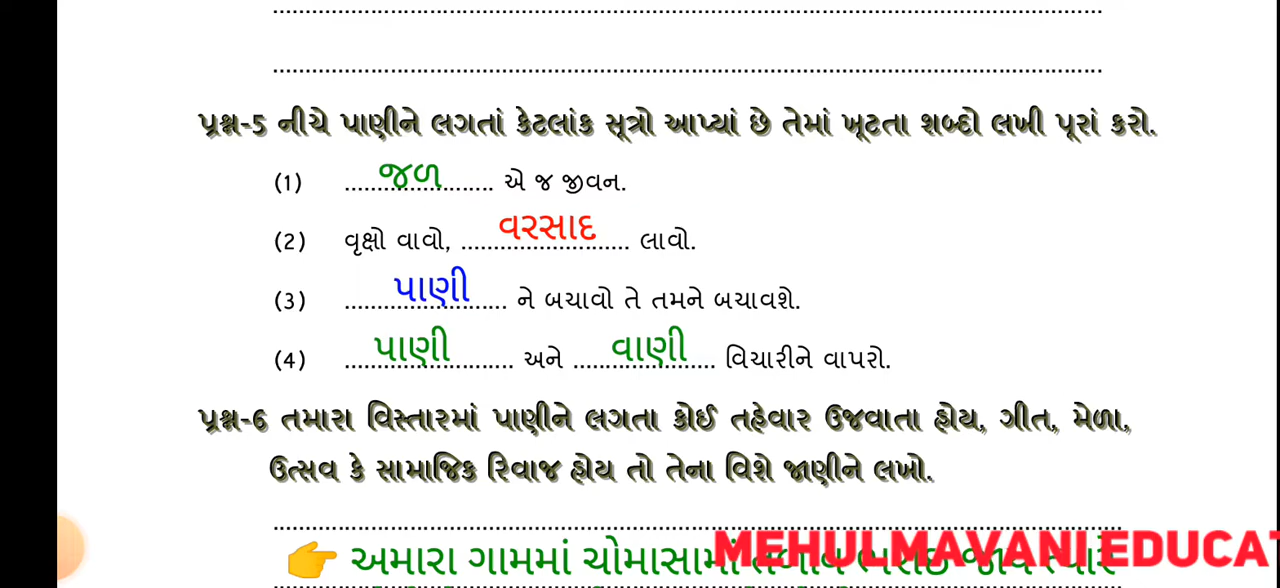 પ્રશ્ન-5 નીચે પાણીને લગતાં કેટલાંક સૂત્રો આપ્યાં છે તેમાં ખૂટતા શબ્દો લખી પૂરાં કરો.
(1) જળ એ જ જીવન.
(2) વૃક્ષો વાવો, વરસાદ લાવો.
(3) પાણી ને બચાવો તે તમને બચાવશે.
(4) પાણી અને વાણી વિચારીને વાપરો.
પ્રશ્ન-6 તમારા વિસ્તારમાં પાણીને લગતા કોઈ તહેવાર ઉજવાતા હોય, ગીત, મેળા,
ઉત્સવ કે સામાજિક રિવાજ હોય તો તેના વિશે જાણીને લખો.
👉 અમારા ગામમાં ચોમાસામાં
MEHULMAVANI EDUCAT